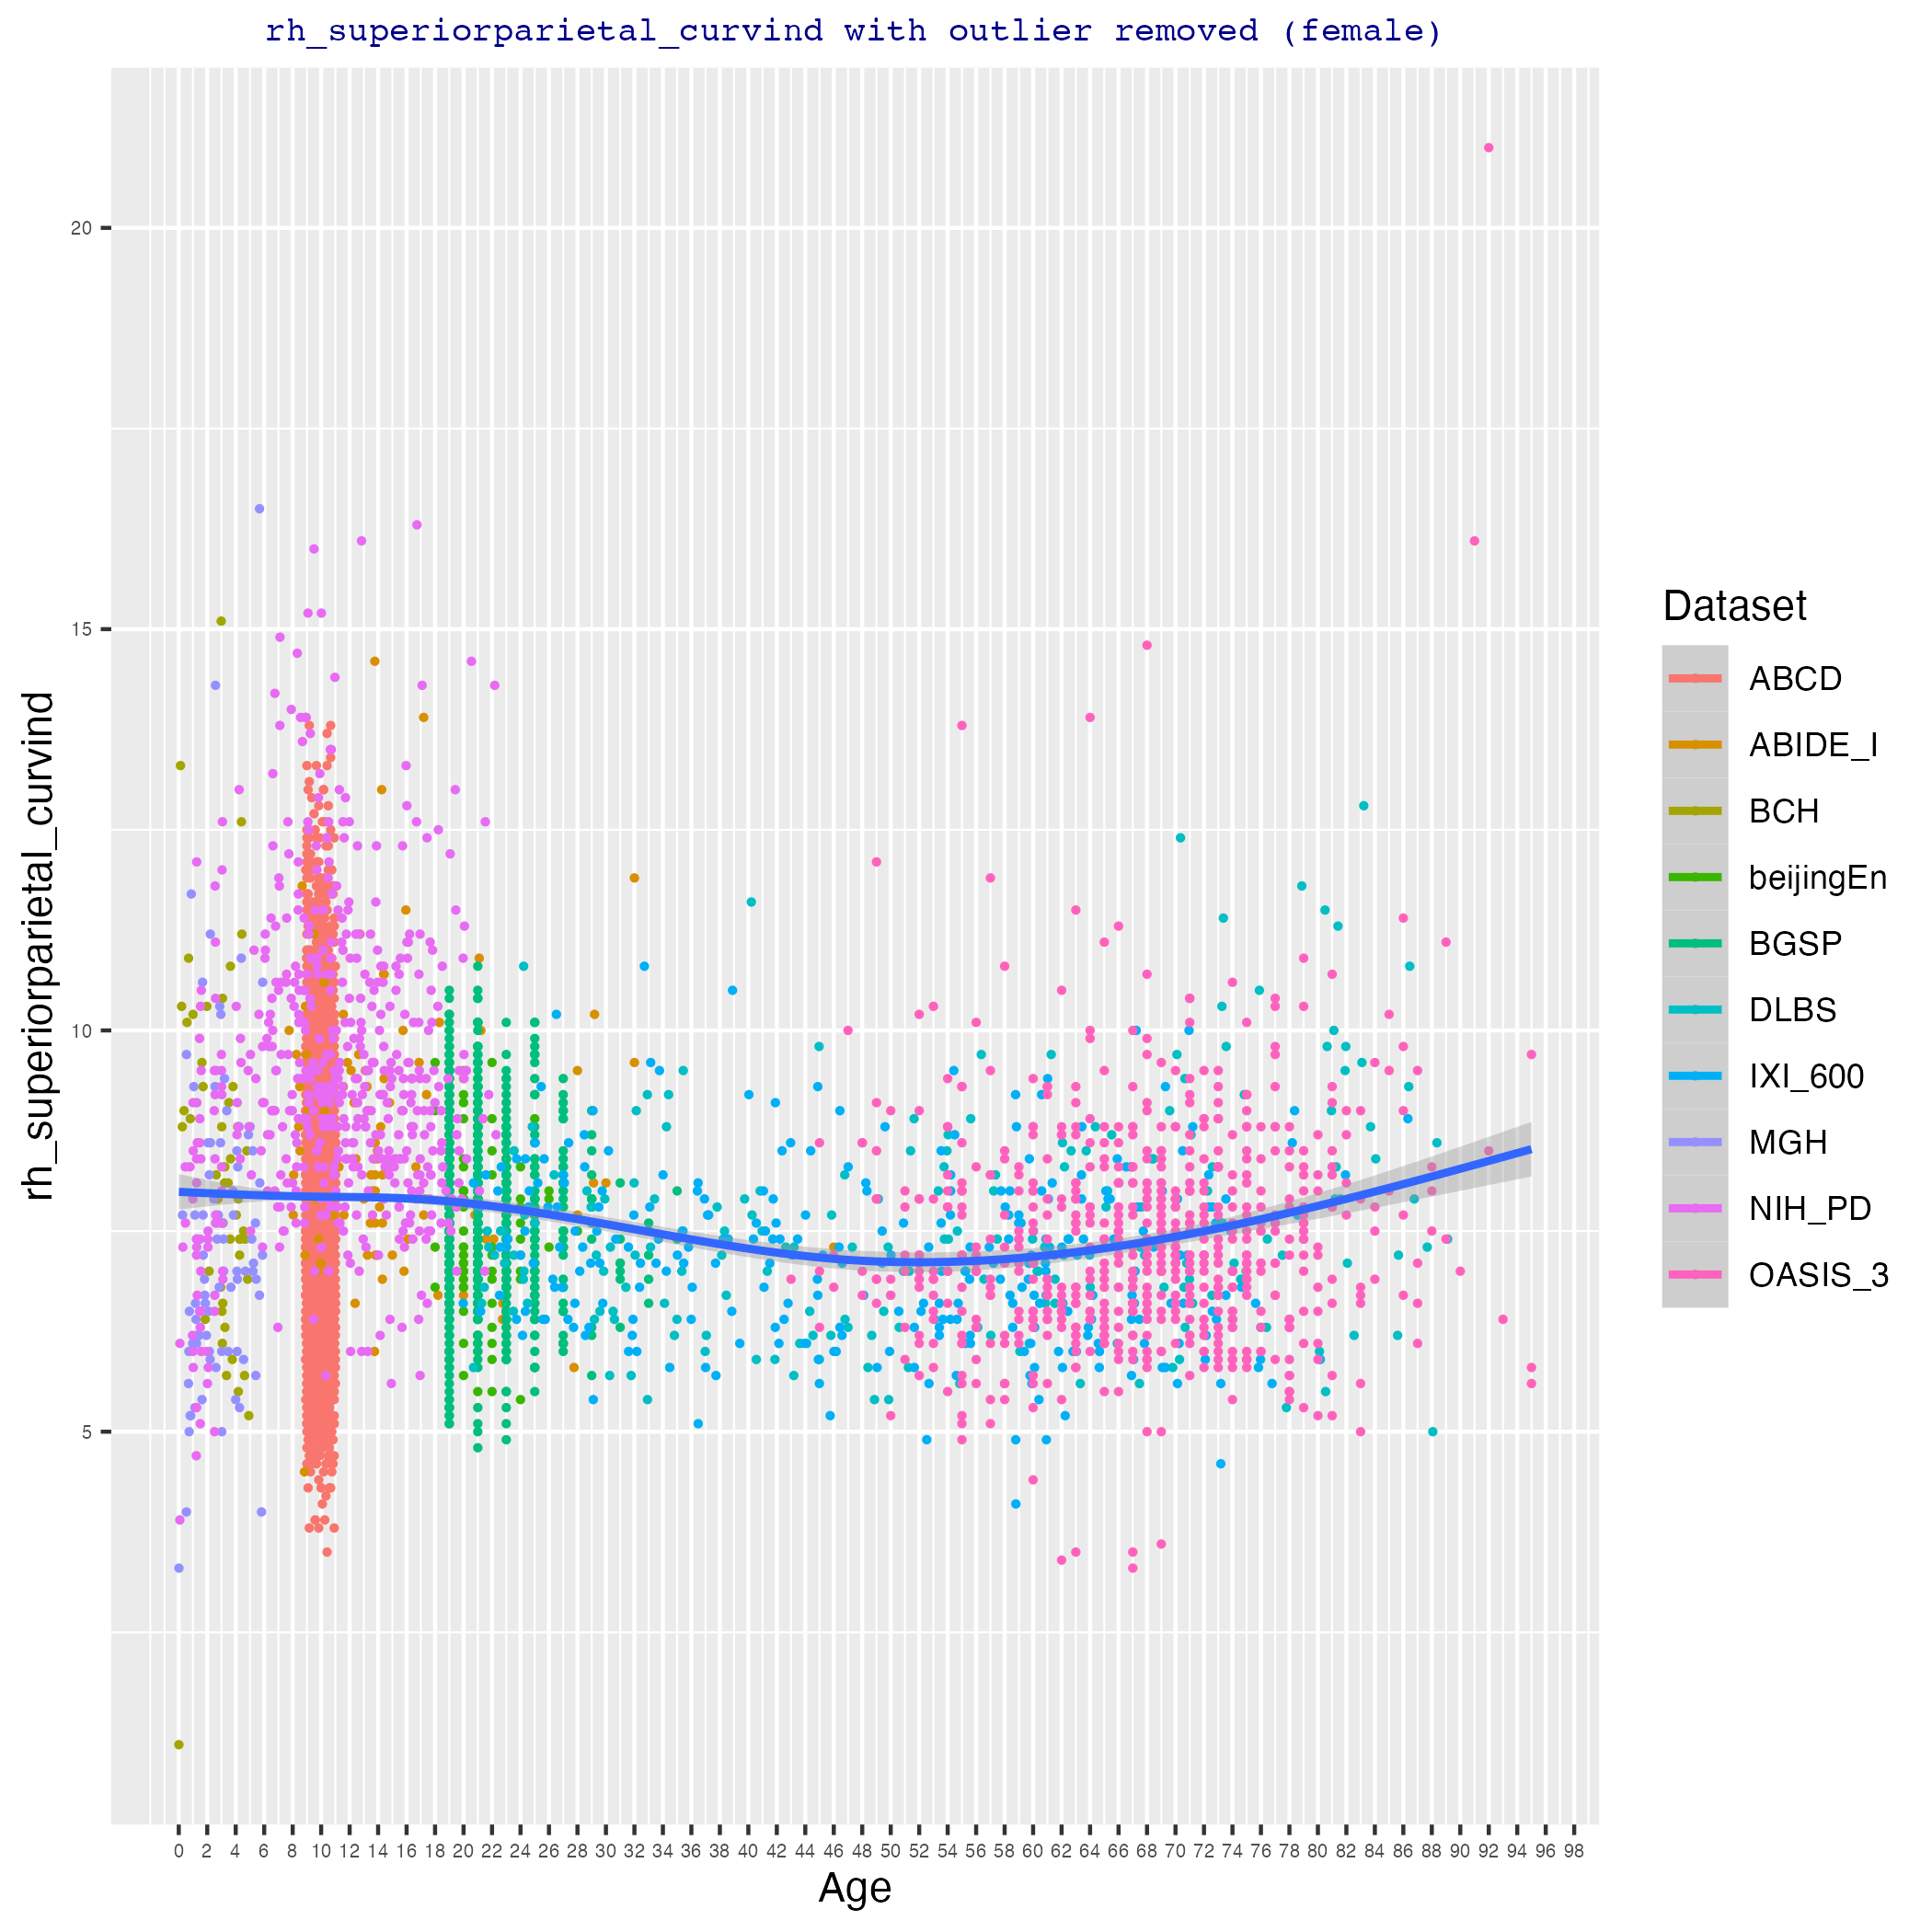 rh_superiorparietal_curvind with outlier removed (female)
rh_superiorparietal_curvind
20
15
10
5
0 2 4 6 8 10 12 14 16 18 20 22 24 26 28 30 32 34 36 38 40 42 44 46 48 50 52 54 56 58 60 62 64 66 68 70 72 74 76 78 80 82 84 86 88 90 92 94 96 98
Age
Dataset
ABCD
ABIDE_I
BCH
beijingEn
BGSP
DLBS
IXI_600
MGH
NIH_PD
OASIS_3